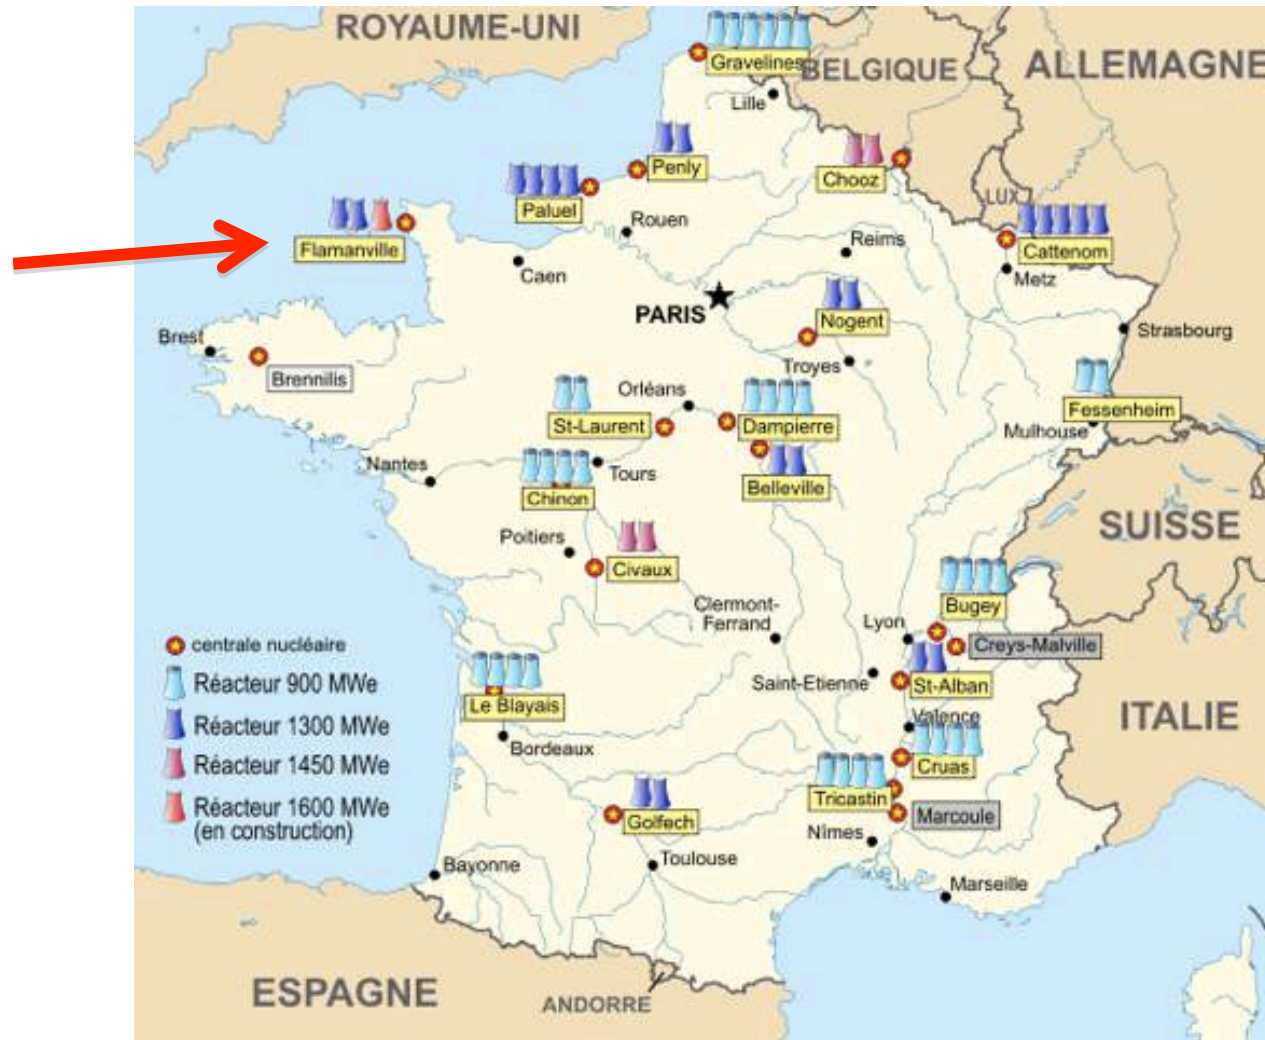 ROYAUME-UNI
Gravelines
BELGIQUE
ALLEMAGNE
Lille
Penly
Chooz
Paluel
LUX
Rouen
Reims
Flamanville
Cattenom
Caen
Metz
PARIS
Nogent
Strasbourg
Brest
Troyes
Brennilis
Orléans
Fessenheim
St-Laurent
Dampierre
Mulhouse
Nantes
Tours
Chinon
Belleville
SUISSE
Poitiers
Civaux
Clermont-
Ferrand
Bugey
Lyon
Creys-Malville
centrale nucléaire
Réacteur 900 MWe
Saint-Etienne
St-Alban
Le Blayais
Valence
ITALIE
Réacteur 1300 MWe
Bordeaux
Réacteur 1450 MWe
Cruas
Réacteur 1600 MWe
(en construction)
Tricastin
Marcoule
Golfech
Nîmes
Toulouse
Bayonne
Marseille
ESPAGNE
ANDORRE